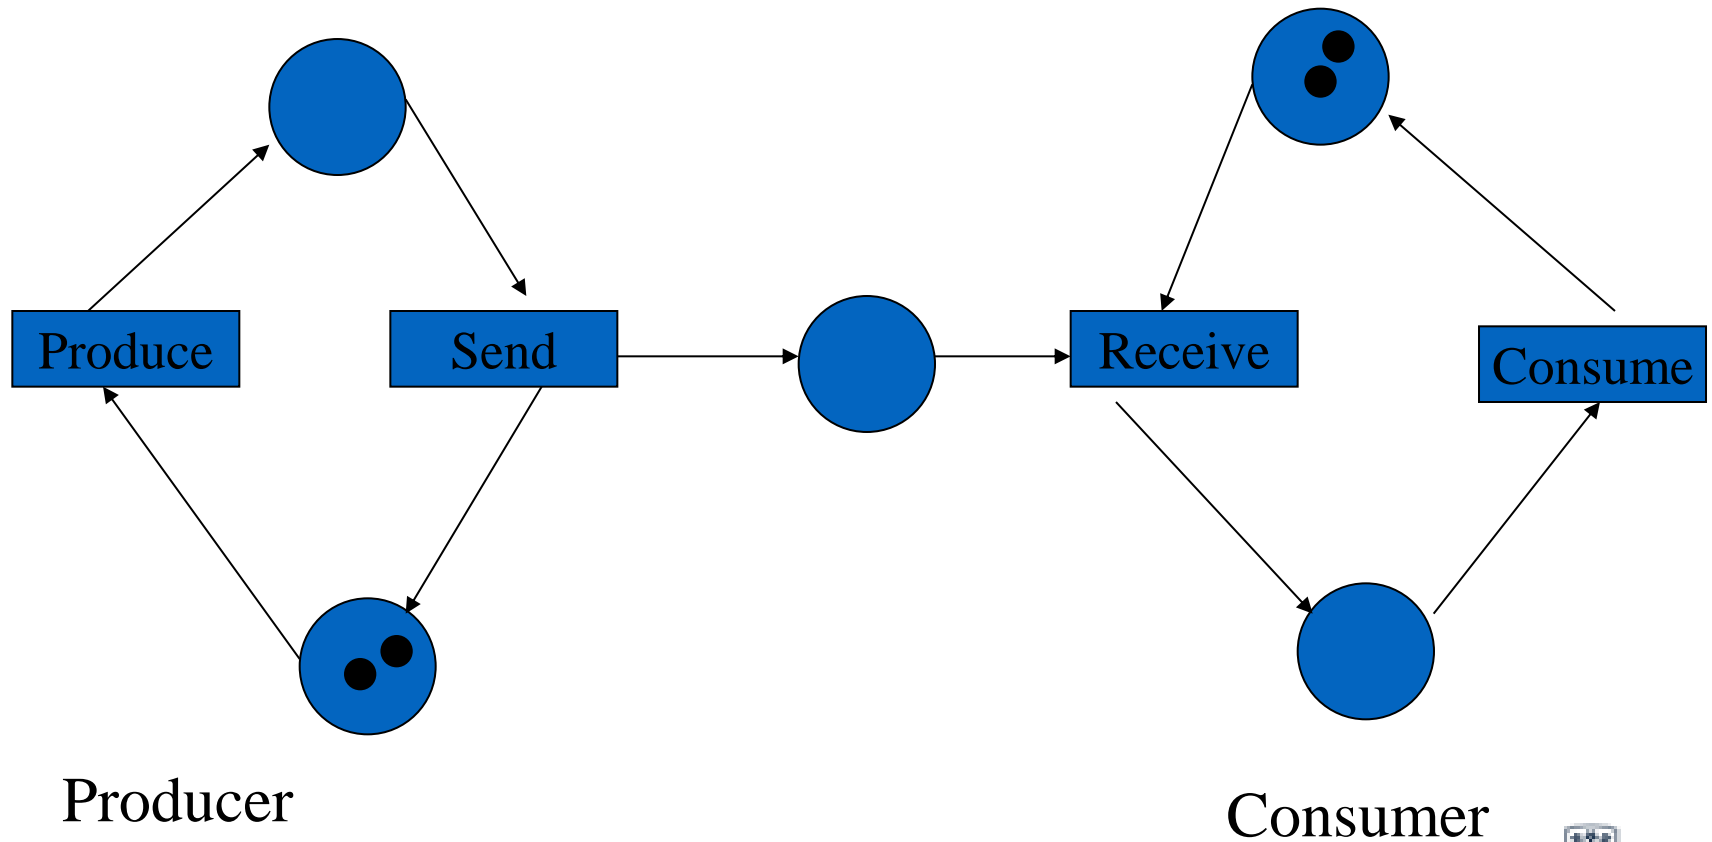 Produce
Send
Receive
Consume
Producer
Consumer